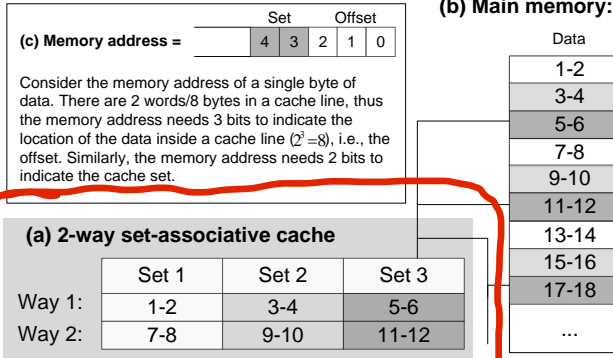 (b) Main memory:
Set Offset
(c) Memory address = 4 3 2 1 0
Consider the memory address of a single byte of
data. There are 2 words/8 bytes in a cache line, thus
the memory address needs 3 bits to indicate the
location of the data inside a cache line (2³=8), i.e., the
offset. Similarly, the memory address needs 2 bits to
indicate the cache set.
(a) 2-way set-associative cache
Set 1 Set 2 Set 3
Way 1: 1-2 3-4 5-6
Way 2: 7-8 9-10 11-12
Data
1-2
3-4
5-6
7-8
9-10
11-12
13-14
15-16
17-18
...